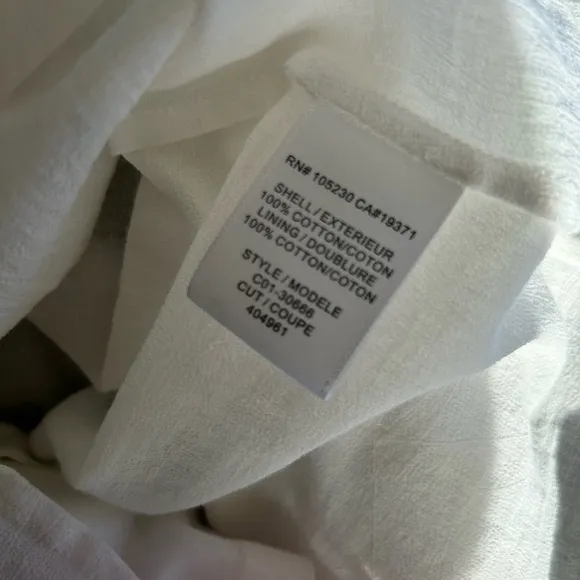 RN# 105230 CA#19371
SHELL/EXTERIEUR
100% COTTON/COTON
LINING/DOUBLURE
100% COTTON/COTON
STYLE/MODELE
C01-30666
CUT/COUPE
404961